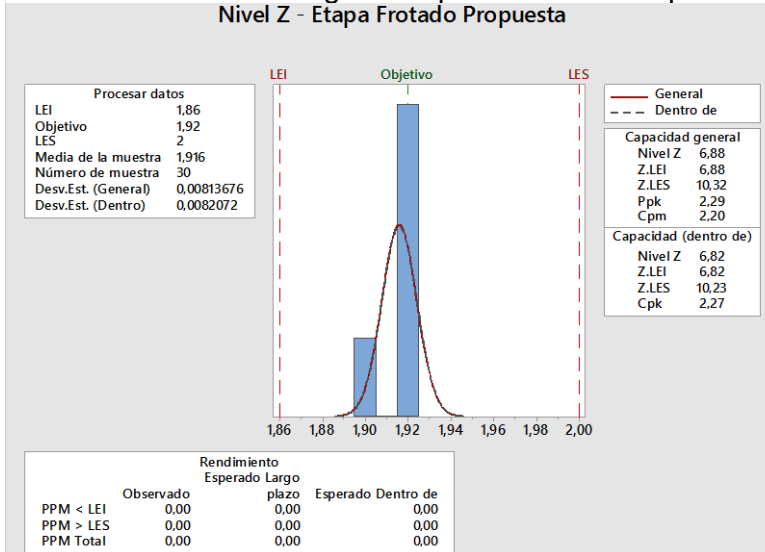 Nivel Z - Etapa Frotado Propuesta
LEI Objetivo LES
Procesar datos
LEI 1,86
Objetivo 1,92
LES 2
Media de la muestra 1,916
Número de muestra 30
Desv.Est. (General) 0,00813676
Desv.Est. (Dentro) 0,0082072
General
Dentro de
Capacidad general
Nivel Z 6,88
Z.LEI 6,88
Z.LES 10,32
Ppk 2,29
Cpm 2,20
Capacidad (dentro de)
Nivel Z 6,82
Z.LEI 6,82
Z.LES 10,23
Cpk 2,27
1,86 1,88 1,90 1,92 1,94 1,96 1,98 2,00
Rendimiento
Esperado Largo
Observado plazo Esperado Dentro de
PPM < LEI 0,00 0,00 0,00
PPM > LES 0,00 0,00 0,00
PPM Total 0,00 0,00 0,00